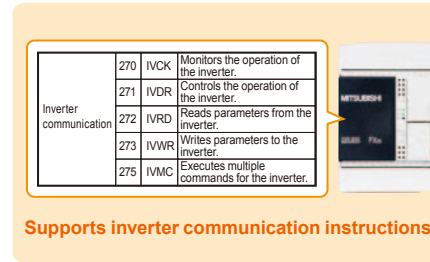 Inverter communication
270 IVCK Monitors the operation of the inverter.
271 IVDR Controls the operation of the inverter.
272 IVRD Reads parameters from the inverter.
273 IVWR Writes parameters to the inverter.
275 IVMC Executes multiple commands for the inverter.
MITSUBISHI
Supports inverter communication instructions